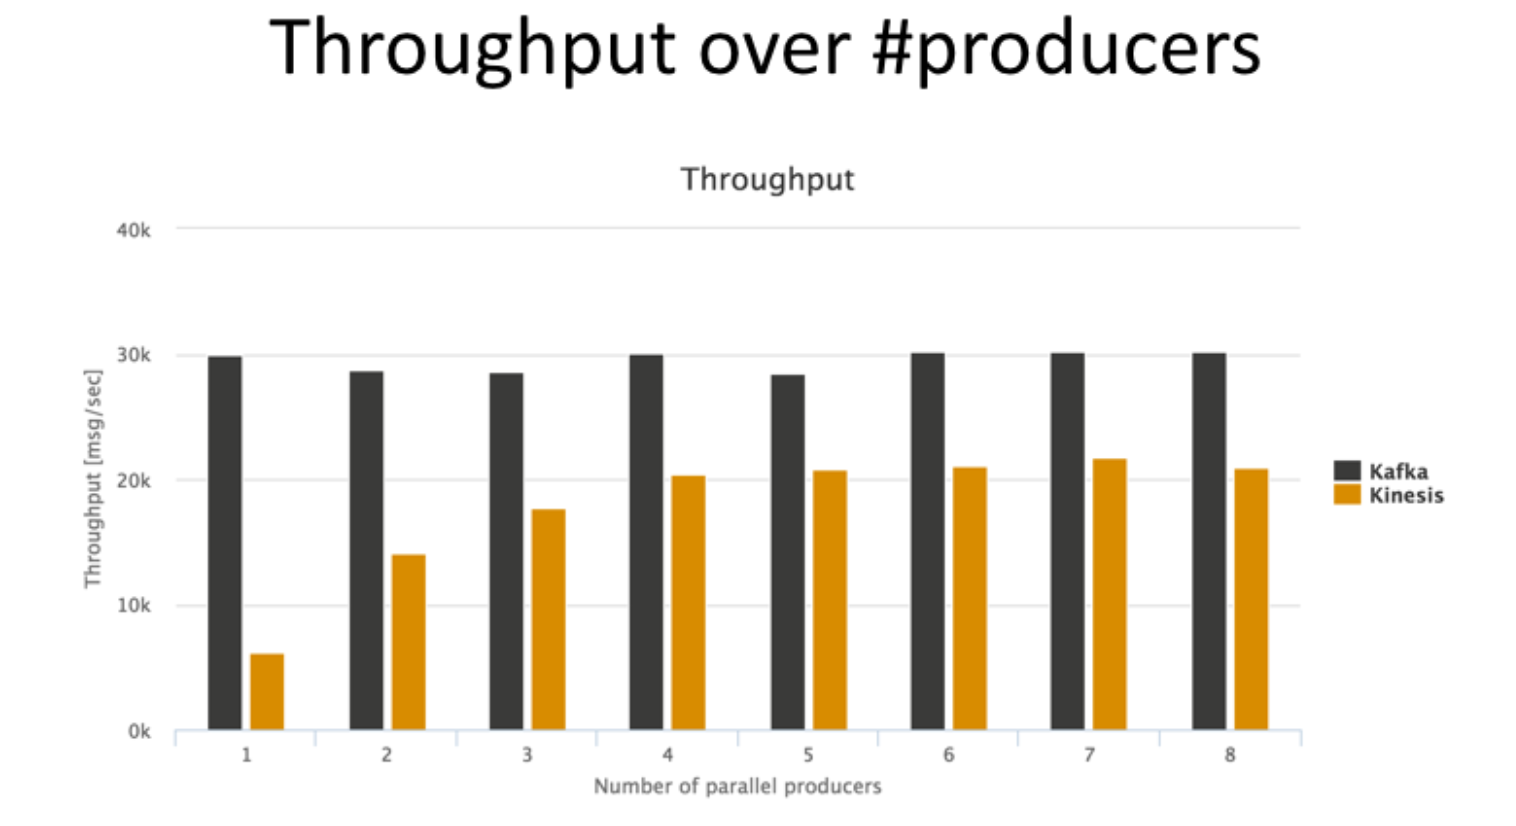 Throughput over #producers
Throughput
40k
30k
20k
10k
0k
Throughput [msg/sec]
1 2 3 4 5 6 7 8
Number of parallel producers
Kafka
Kinesis